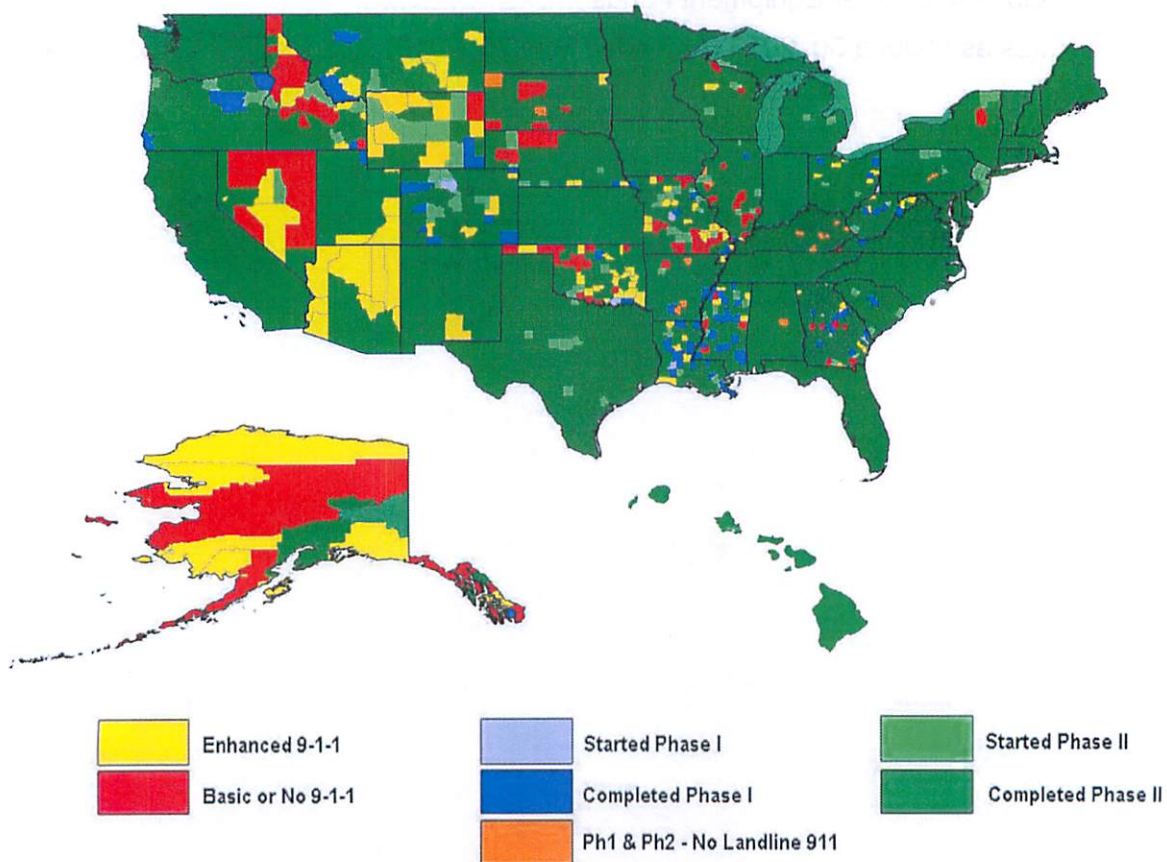 Enhanced 9-1-1
Basic or No 9-1-1
Started Phase I
Completed Phase I
Ph1 & Ph2 - No Landline 911
Started Phase II
Completed Phase II